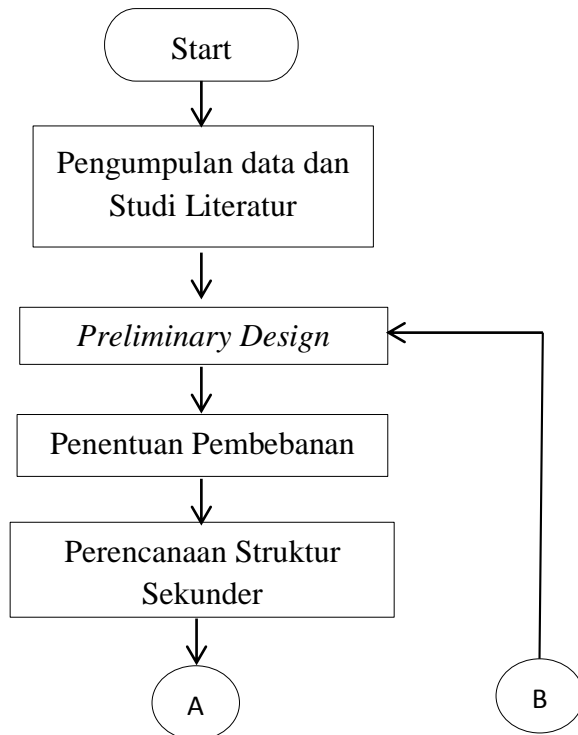 Start
Pengumpulan data dan
Studi Literatur
Preliminary Design
Penentuan Pembebanan
Perencanaan Struktur
Sekunder
A
B